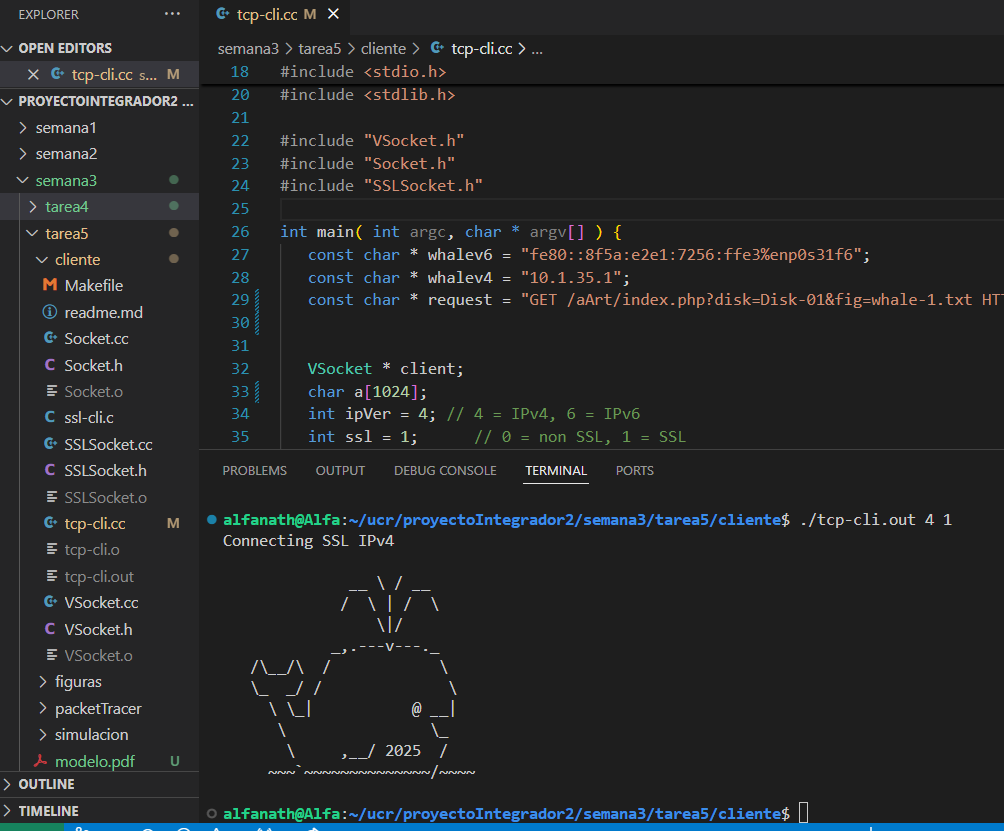 EXPLORER ···
OPEN EDITORS
tcp-cli.cc s... M
PROYECTOINTEGRADOR2 ...
semana1
semana2
semana3
tarea4
tarea5
cliente
Makefile
readme.md
Socket.cc
Socket.h
Socket.o
ssl-cli.c
SSLSocket.cc
SSLSocket.h
SSLSocket.o
tcp-cli.cc M
tcp-cli.o
tcp-cli.out
VSocket.cc
VSocket.h
VSocket.o
figuras
packetTracer
simulacion
modelo.pdf U
OUTLINE
TIMELINE
tcp-cli.cc M
semana3 > tarea5 > cliente > tcp-cli.cc > ...
18 #include <stdio.h>
20 #include <stdlib.h>
21
22 #include "VSocket.h"
23 #include "Socket.h"
24 #include "SSLSocket.h"
25
26 int main( int argc, char * argv[] ) {
27 const char * whalev6 = "fe80::8f5a:e2e1:7256:ffe3%enp0s31f6";
28 const char * whalev4 = "10.1.35.1";
29 const char * request = "GET /aArt/index.php?disk=Disk-01&fig=whale-1.txt HT
30
31
32 VSocket * client;
33 char a[1024];
34 int ipVer = 4; // 4 = IPv4, 6 = IPv6
35 int ssl = 1; // 0 = non SSL, 1 = SSL
PROBLEMS OUTPUT DEBUG CONSOLE TERMINAL PORTS
alfanath@Alfa:~/ucr/proyectoIntegrador2/semana3/tarea5/cliente$ ./tcp-cli.out 4 1
Connecting SSL IPv4
              __ \ / __
             /  \ | / \
                 \|/
            _,.---v---._
   /\__/\  /            \
   \_  _/ /              \
     \ \_|           @ __|
      \                \_
       \     ,__/ 2025  /
     ~~~`~~~~~~~~~~~~~~/~~~~
alfanath@Alfa:~/ucr/proyectoIntegrador2/semana3/tarea5/cliente$